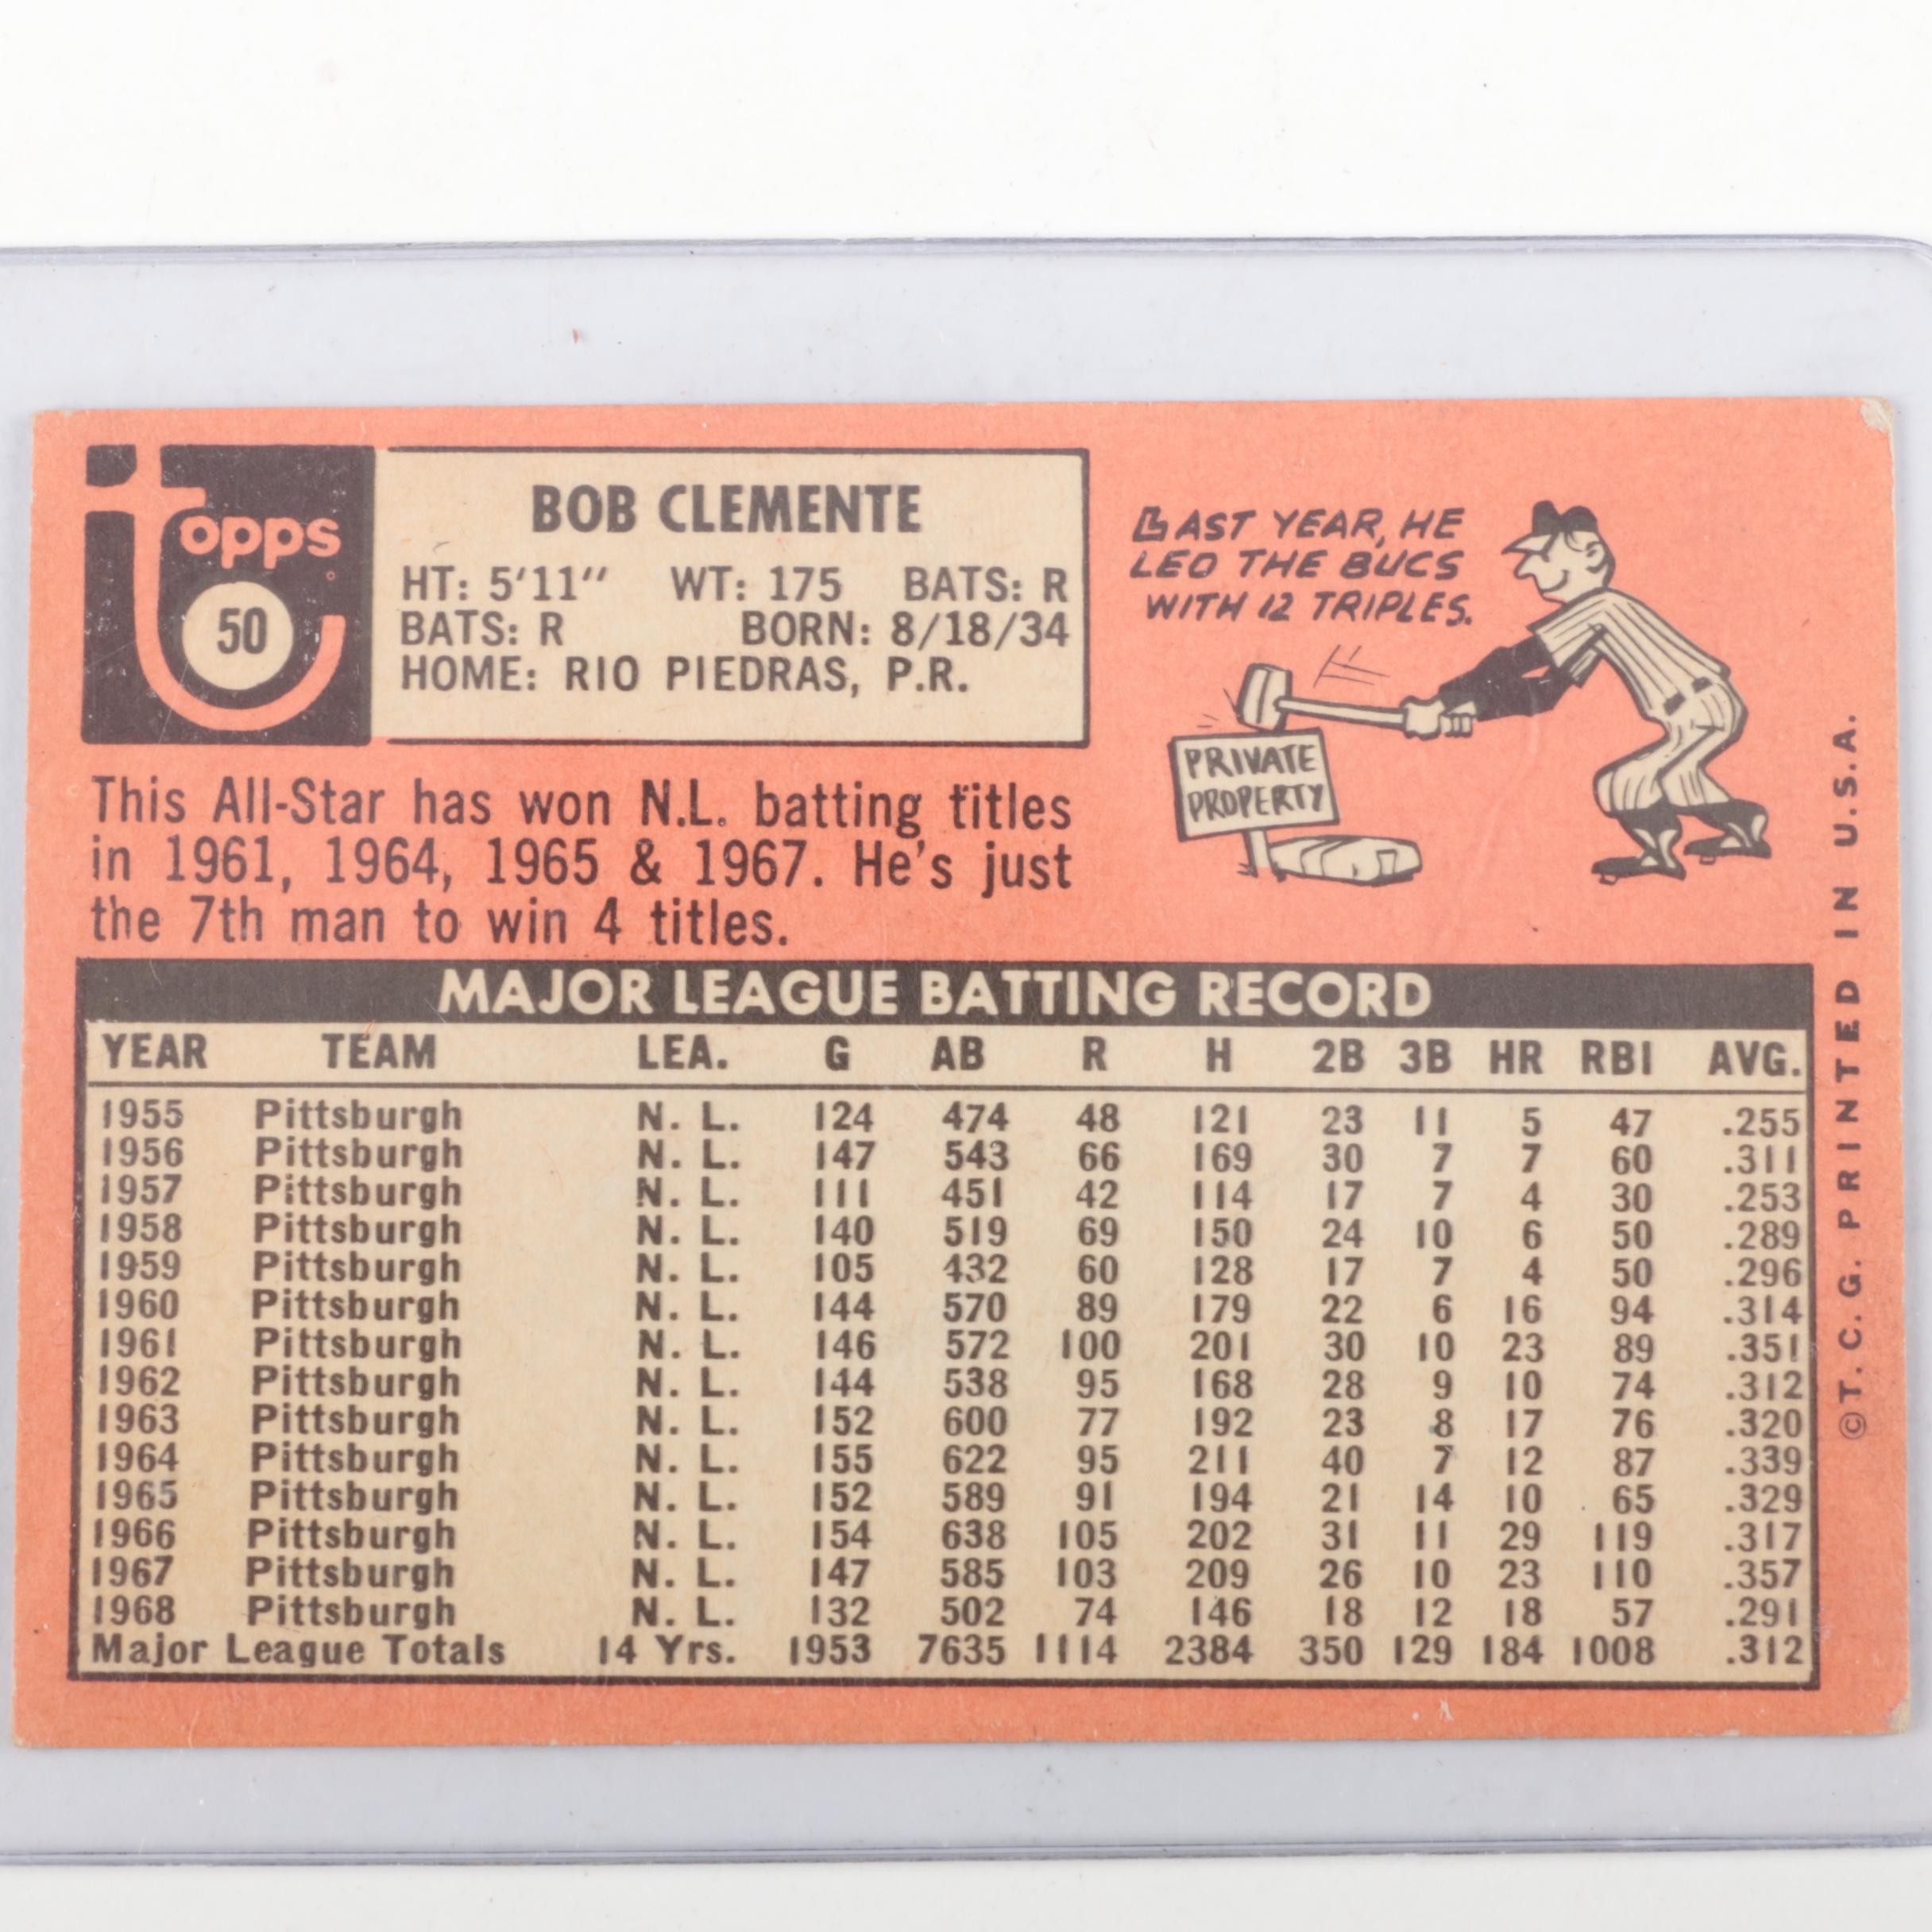 Topps
50
BOB CLEMENTE
HT: 5'11" WT: 175 BATS: R
BATS: R BORN: 8/18/34
HOME: RIO PIEDRAS, P.R.
LAST YEAR, HE
LED THE BUCS
WITH 12 TRIPLES.
PRIVATE
PROPERTY
This All-Star has won N.L. batting titles
in 1961, 1964, 1965 & 1967. He's just
the 7th man to win 4 titles.
MAJOR LEAGUE BATTING RECORD
YEAR TEAM LEA. G AB R H 2B 3B HR RBI AVG.
1955 Pittsburgh N. L. 124 474 48 121 23 11 5 47 .255
1956 Pittsburgh N. L. 147 543 66 169 30 7 7 60 .311
1957 Pittsburgh N. L. 111 451 42 114 17 7 4 30 .253
1958 Pittsburgh N. L. 140 519 69 150 24 10 6 50 .289
1959 Pittsburgh N. L. 105 432 60 128 17 7 4 50 .296
1960 Pittsburgh N. L. 144 570 89 179 22 6 16 94 .314
1961 Pittsburgh N. L. 146 572 100 201 30 10 23 89 .351
1962 Pittsburgh N. L. 144 538 95 168 28 9 10 74 .312
1963 Pittsburgh N. L. 152 600 77 192 23 8 17 76 .320
1964 Pittsburgh N. L. 155 622 95 211 40 7 12 87 .339
1965 Pittsburgh N. L. 152 589 91 194 21 14 10 65 .329
1966 Pittsburgh N. L. 154 638 105 202 31 11 29 119 .317
1967 Pittsburgh N. L. 147 585 103 209 26 10 23 110 .357
1968 Pittsburgh N. L. 132 502 74 146 18 12 18 57 .291
Major League Totals 14 Yrs. 1953 7635 1114 2384 350 129 184 1008 .312
©T. C. G. PRINTED IN U.S.A.